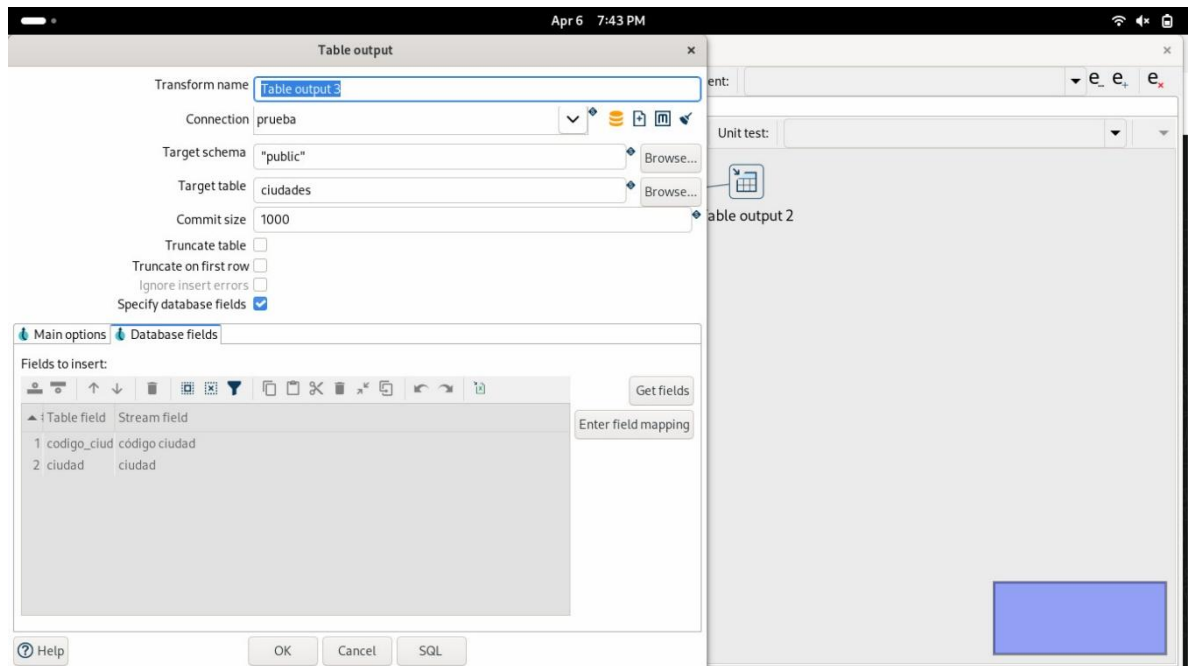 Apr 6 7:43 PM
Table output
Transform name Table output 3
Connection prueba
Target schema "public" Browse...
Target table ciudades Browse...
Commit size 1000
Truncate table
Truncate on first row
Ignore insert errors
Specify database fields
Main options Database fields
Fields to insert:
Get fields
Enter field mapping
Table field Stream field
1 codigo_ciud código ciudad
2 ciudad ciudad
Help OK Cancel SQL
ent:
Unit test:
able output 2